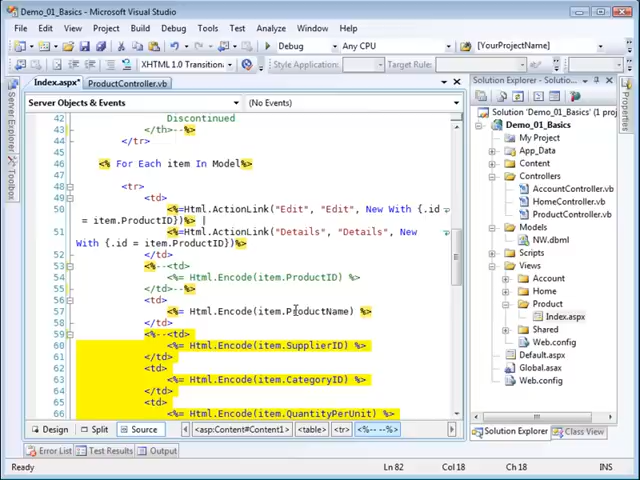 Demo_01_Basics - Microsoft Visual Studio
File Edit View Project Build Debug Tools Test Analyze Window Help
Debug Any CPU [YourProjectName]
XHTML 1.0 Transition Style Application: Target Rule:
Index.aspx* ProductController.vb
Server Objects & Events (No Events)
42 Discontinued
43 </th>--%>
44 </tr>
45
46 <% For Each item In Model%>
47
48 <tr>
49 <td>
50 <%=Html.ActionLink("Edit", "Edit", New With {.id
= item.ProductID})%> |
51 <%=Html.ActionLink("Details", "Details", New
With {.id = item.ProductID})%>
52 </td>
53 <%--<td>
54 <%= Html.Encode(item.ProductID) %>
55 </td>--%>
56 <td>
57 <%= Html.Encode(item.ProductName) %>
58 </td>
59 <%--<td>
60 <%= Html.Encode(item.SupplierID) %>
61 </td>
62 <td>
63 <%= Html.Encode(item.CategoryID) %>
64 </td>
65 <td>
66 <%= Html.Encode(item.QuantityPerUnit) %>
Design Split Source <asp:Content#Content1> <table> <tr> <%-- --%>
Error List Test Results Output
Ready Ln 82 Col 18 Ch 18
Server Explorer
Toolbox
Solution Explorer - Demo_01_Basics
Demo_01_Basics
My Project
App_Data
Content
Controllers
AccountController.vb
HomeController.vb
ProductController.vb
Models
NW.dbml
Scripts
Views
Account
Home
Product
Index.aspx
Shared
Web.config
Default.aspx
Global.asax
Web.config
Solution Explorer Class View
Properties